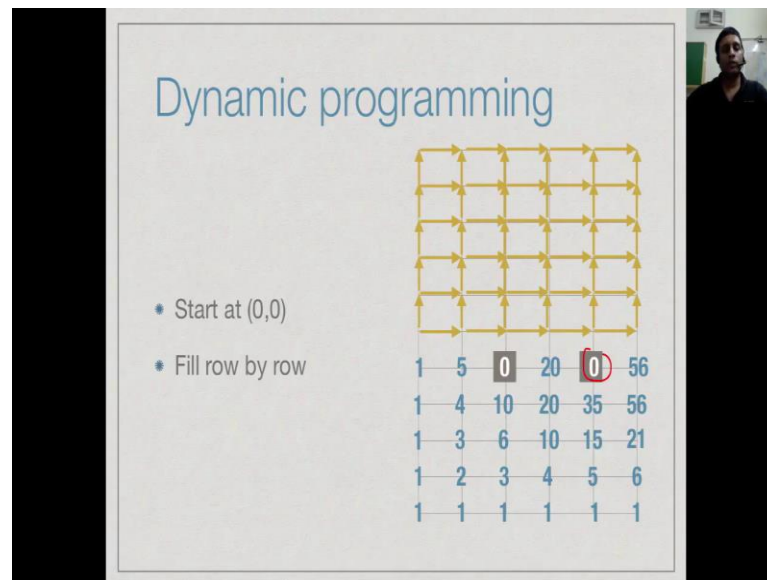 Dynamic programming
Start at (0,0)
Fill row by row
1 5 0 20 0 56
1 4 10 20 35 56
1 3 6 10 15 21
1 2 3 4 5 6
1 1 1 1 1 1